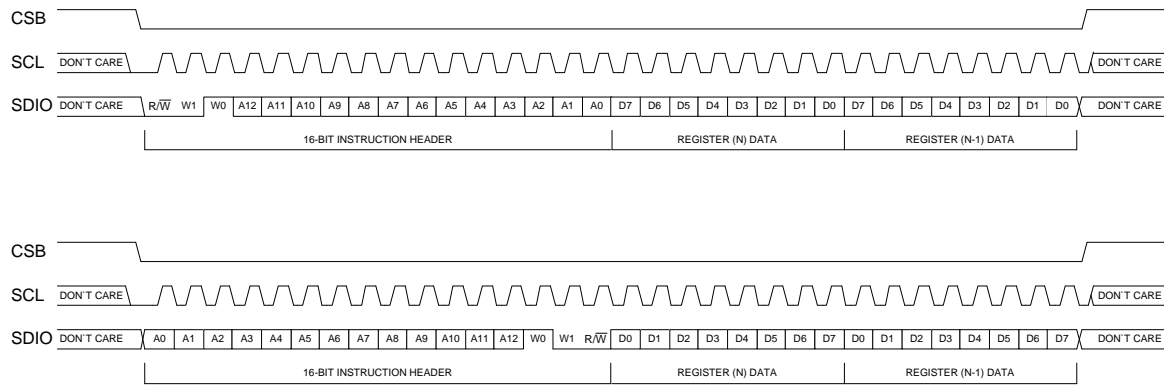 CSB
SCL DON'T CARE DON'T CARE
SDIO DON'T CARE R/W̅ W1 W0 A12 A11 A10 A9 A8 A7 A6 A5 A4 A3 A2 A1 A0 D7 D6 D5 D4 D3 D2 D1 D0 D7 D6 D5 D4 D3 D2 D1 D0 DON'T CARE
16-BIT INSTRUCTION HEADER REGISTER (N) DATA REGISTER (N-1) DATA
CSB
SCL DON'T CARE DON'T CARE
SDIO DON'T CARE A0 A1 A2 A3 A4 A5 A6 A7 A8 A9 A10 A11 A12 W0 W1 R/W̅ D0 D1 D2 D3 D4 D5 D6 D7 D0 D1 D2 D3 D4 D5 D6 D7 DON'T CARE
16-BIT INSTRUCTION HEADER REGISTER (N) DATA REGISTER (N-1) DATA